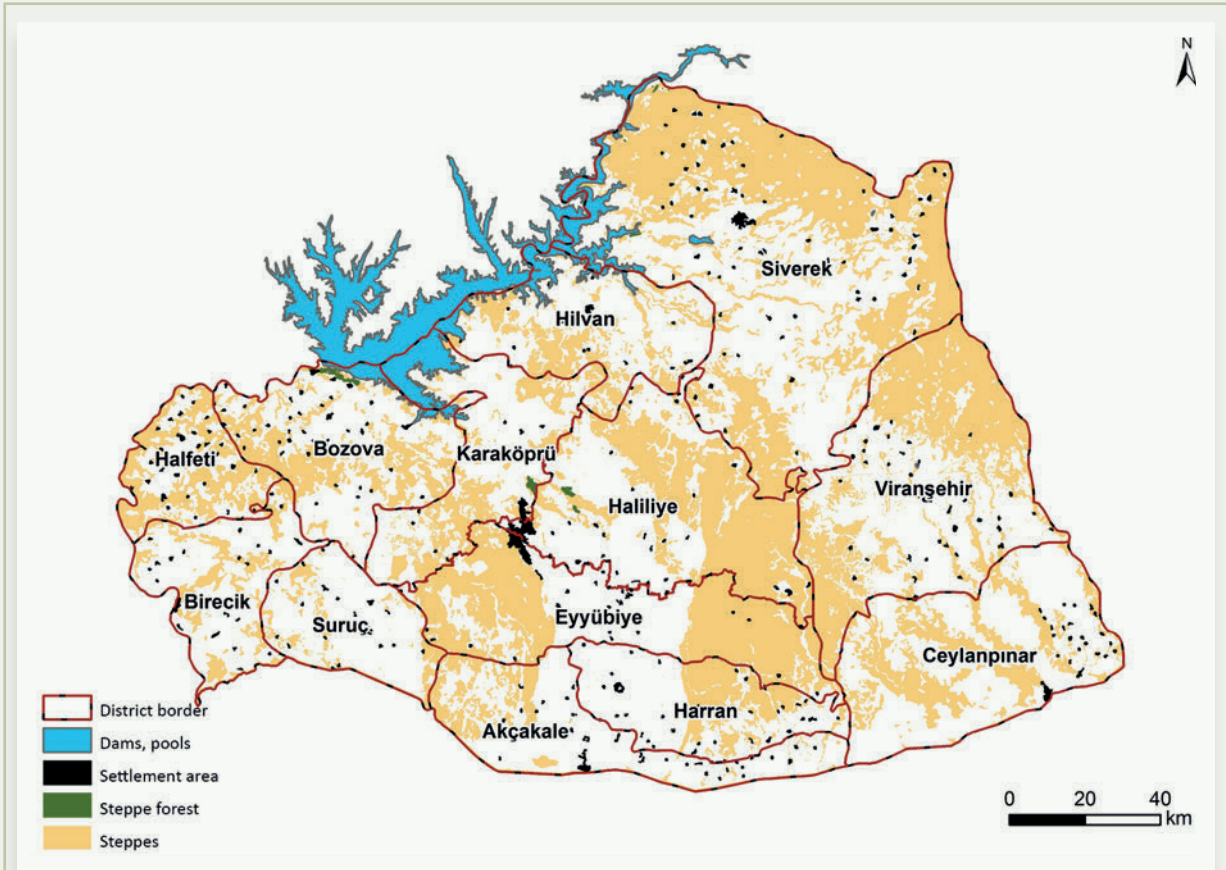 N
Siverek
Hilvan
Halfeti
Bozova
Karaköprü
Haliliye
Viranşehir
Birecik
Suruç
Eyyübiye
Ceylanpınar
Harran
Akçakale
District border
Dams, pools
Settlement area
Steppe forest
Steppes
0 20 40
km